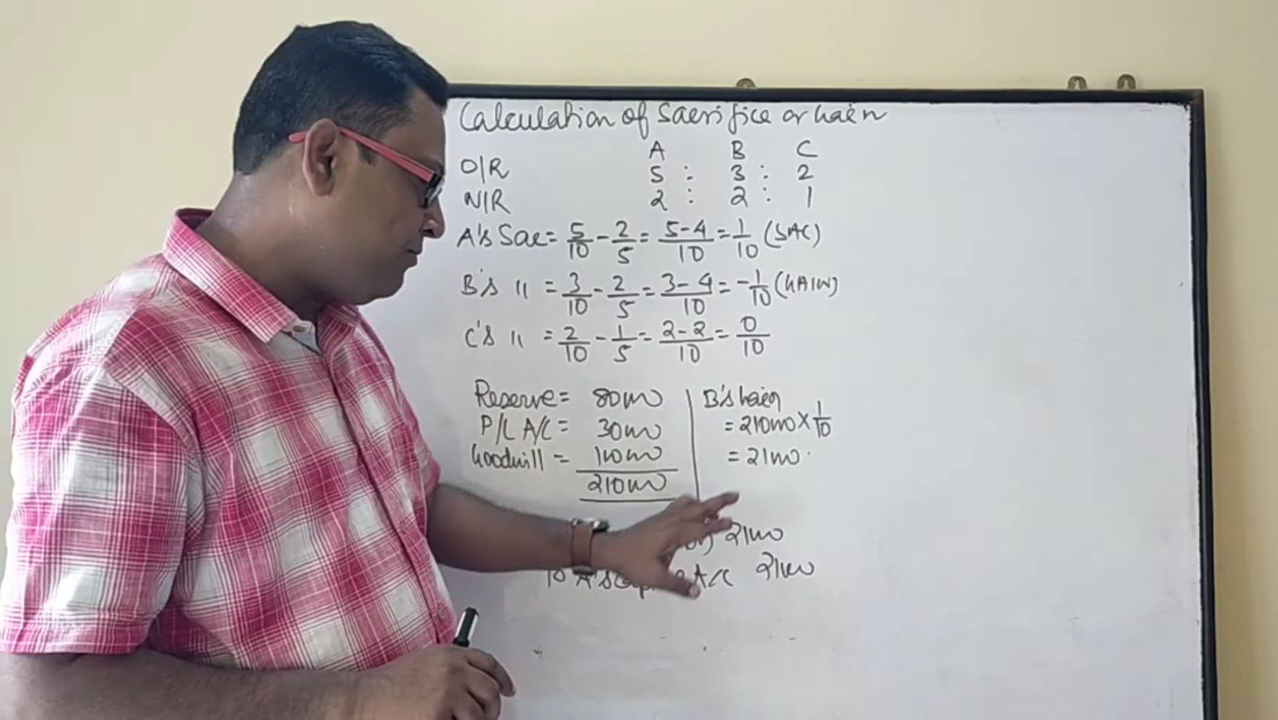 Calculation of Sacrifice or Gain
A B C
O/R 5 : 3 : 2
N/R 2 : 2 : 1
A's Sac = 5/10 - 2/5 = 5-4/10 = 1/10 (SAC)
B's " = 3/10 - 2/5 = 3-4/10 = -1/10 (GAIN)
C's " = 2/10 - 1/5 = 2-2/10 = 0/10
Reserve = 80000
P/L A/C = 30000
Goodwill = 100000
210000
B's Gain
= 210000 × 1/10
= 21000
21000
To A's A/C 21000